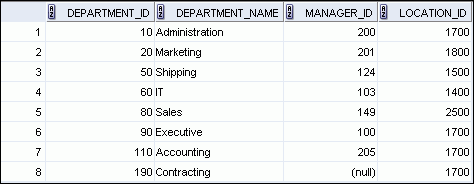 DEPARTMENT_ID DEPARTMENT_NAME MANAGER_ID LOCATION_ID
1 10 Administration 200 1700
2 20 Marketing 201 1800
3 50 Shipping 124 1500
4 60 IT 103 1400
5 80 Sales 149 2500
6 90 Executive 100 1700
7 110 Accounting 205 1700
8 190 Contracting (null) 1700